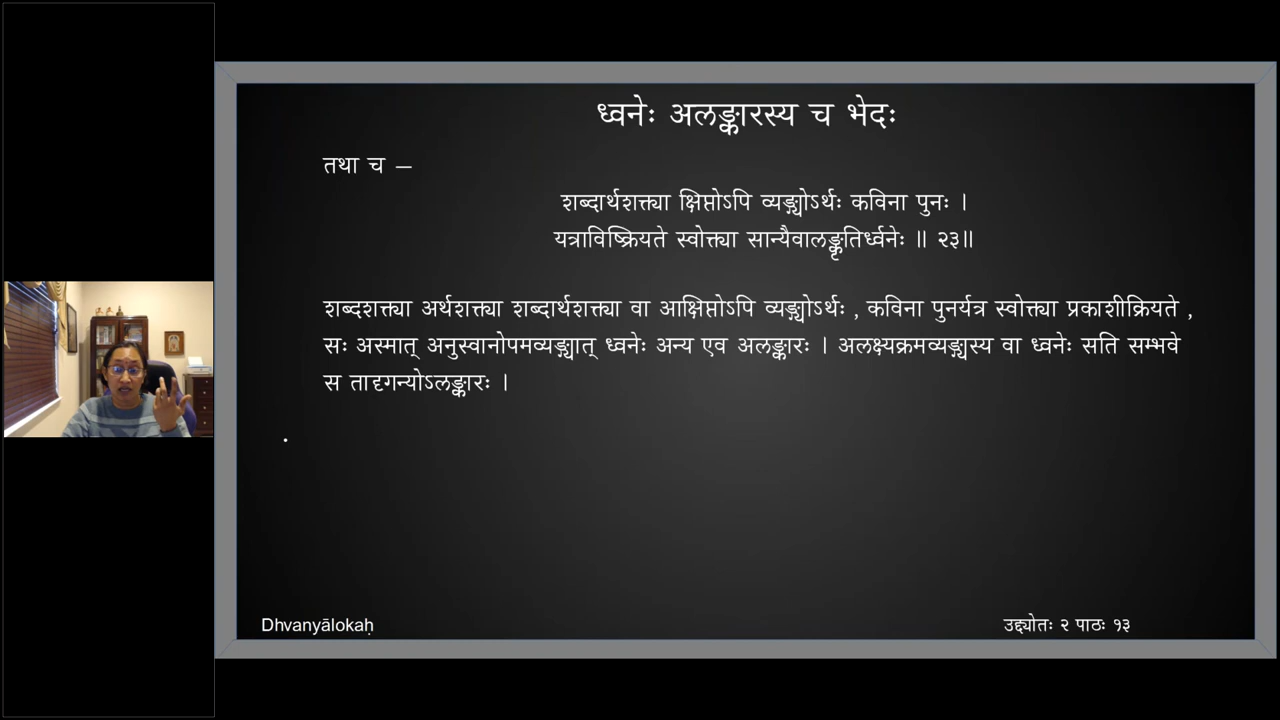 ध्वनेः अलङ्कारस्य च भेदः
तथा च –
शब्दार्थशक्त्या क्षिप्तोऽपि व्यङ्ग्योऽर्थः कविना पुनः ।
यत्राविष्क्रियते स्वोक्त्या सान्यैवालङ्कृतिर्ध्वनेः ॥ २३॥
शब्दशक्त्या अर्थशक्त्या शब्दार्थशक्त्या वा आक्षिप्तोऽपि व्यङ्ग्योऽर्थः , कविना पुनर्यत्र स्वोक्त्या प्रकाशीक्रियते ,
सः अस्मात् अनुस्वानोपमव्यङ्ग्यात् ध्वनेः अन्य एव अलङ्कारः । अलक्ष्यक्रमव्यङ्ग्यस्य वा ध्वनेः सति सम्भवे
स तादृगन्योऽलङ्कारः ।
Dhvanyālokaḥ
उद्द्योतः २ पाठः १३